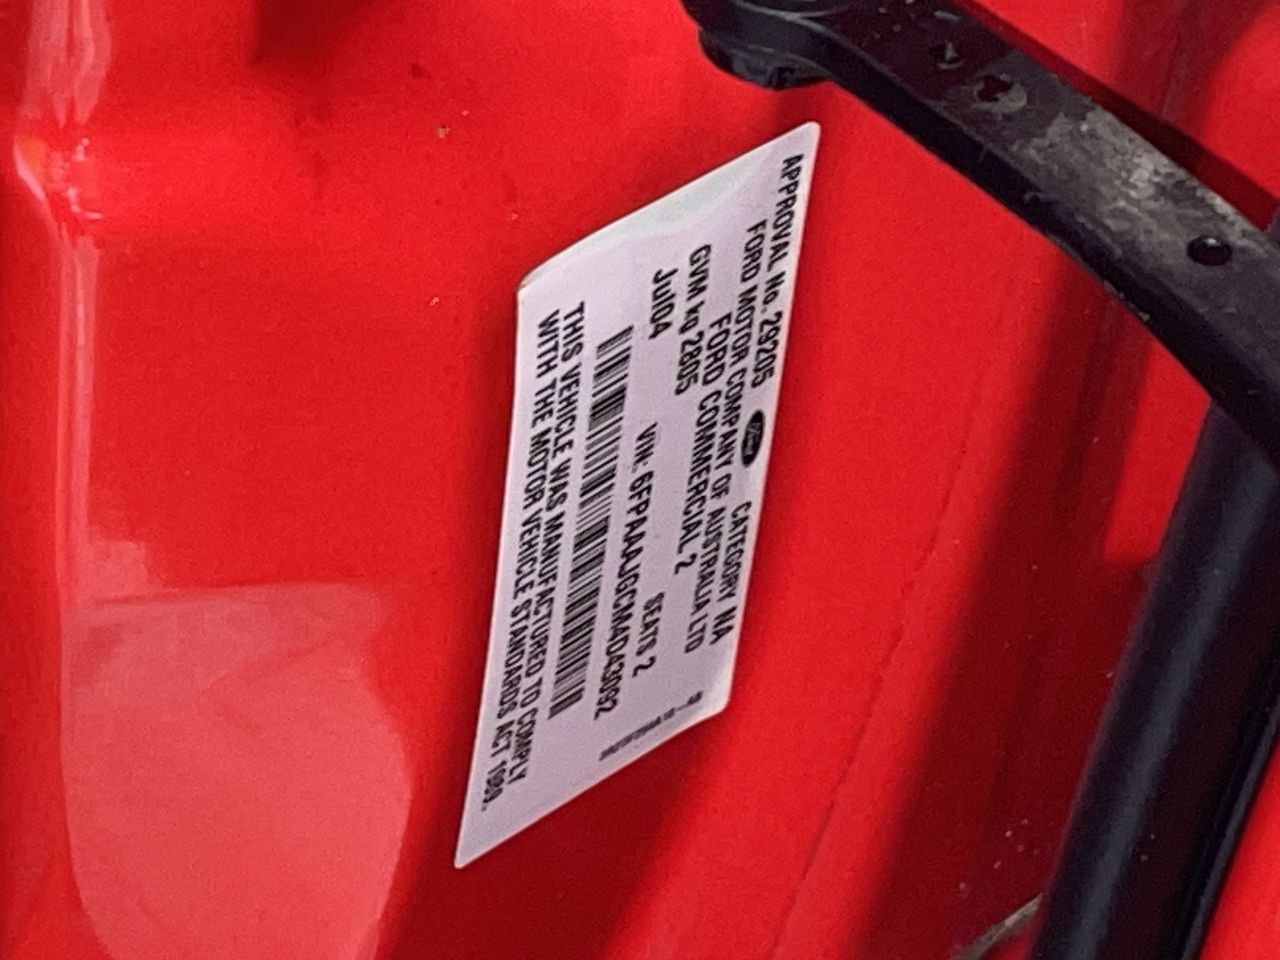 APPROVAL No. 29205 Ford CATEGORY NA
FORD MOTOR COMPANY OF AUSTRALIA LTD
FORD COMMERCIAL 2
GVM kg 2805 SEATS 2
Jul04 VIN: 6FPAAAJGCM4D43092
THIS VEHICLE WAS MANUFACTURED TO COMPLY
WITH THE MOTOR VEHICLE STANDARDS ACT 1989.